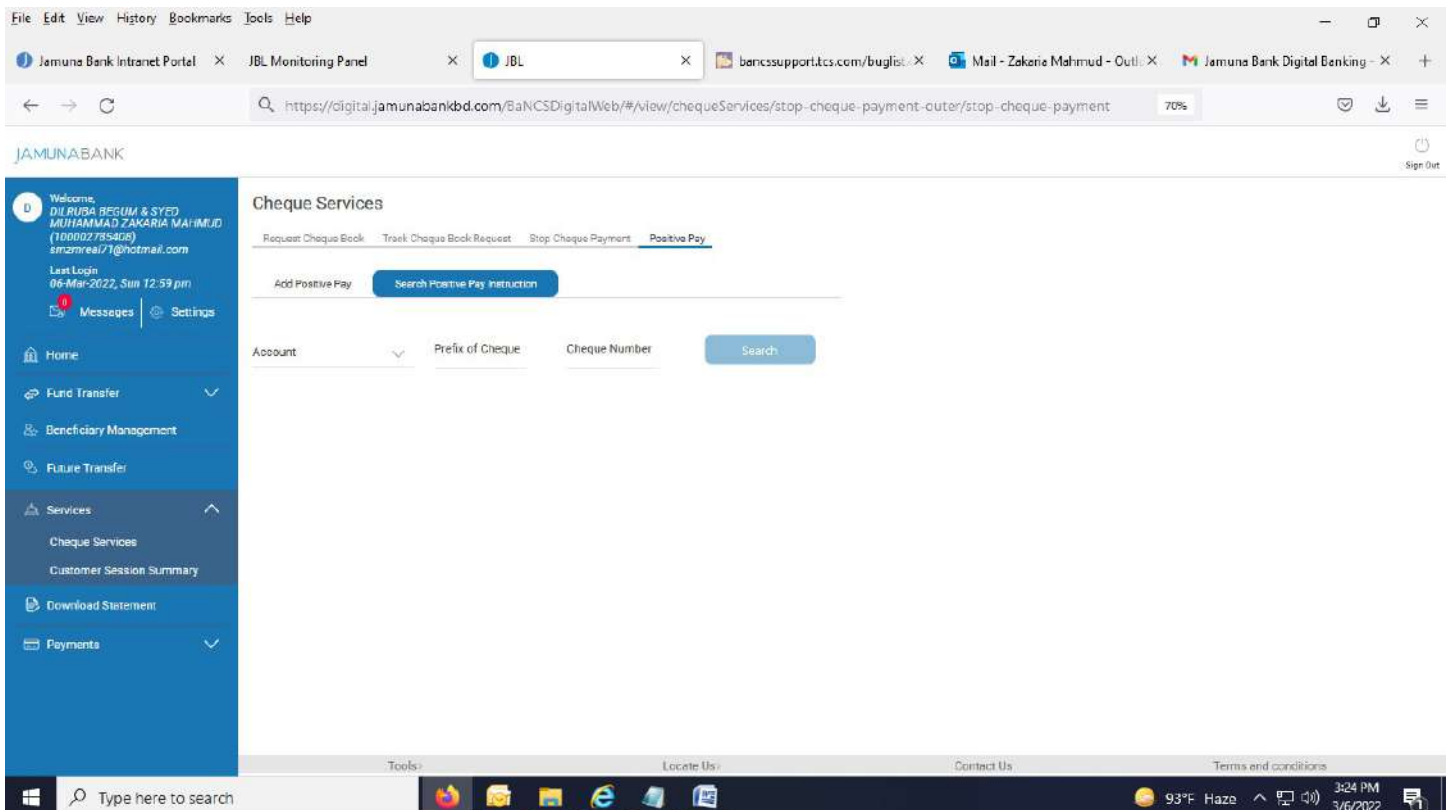 File Edit View History Bookmarks Tools Help
Jamuna Bank Intranet Portal
JBL Monitoring Panel
JBL
bancssupport.tcs.com/buglist.
Mail - Zakaria Mahmud - Outl
Jamuna Bank Digital Banking -
https://digital.jamunabankbd.com/BaNCSDigitalWeb/#/view/chequeServices/stop-cheque-payment-outer/stop-cheque-payment 70%
JAMUNABANK
Sign Out
D
Welcome,
DILRUBA BEGUM & SYED
MUHAMMAD ZAKARIA MAHMUD
(100002785408)
smzmreal71@hotmail.com
Last Login
06-Mar-2022, Sun 12:59 pm
0
Messages Settings
Home
Fund Transfer
Beneficiary Management
Future Transfer
Services
Cheque Services
Customer Session Summary
Download Statement
Payments
Cheque Services
Request Cheque Book Track Cheque Book Request Stop Cheque Payment Positive Pay
Add Positive Pay Search Positive Pay Instruction
Account Prefix of Cheque Cheque Number Search
Tools Locate Us Contact Us Terms and conditions
Type here to search
93°F Haze
3:24 PM
3/6/2022